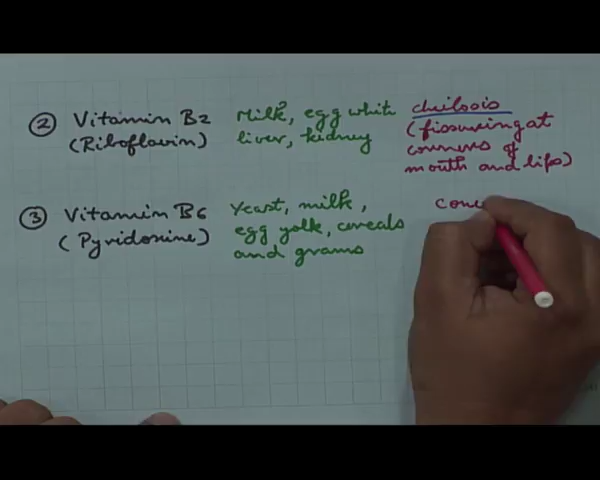 ② Vitamin B2 Milk, egg white cheilosis
(Riboflavin) liver, kidney (fissuring at
corners of
mouth and lips)
③ Vitamin B6 Yeast, milk,
(Pyridoxine) egg yolk, cereals
and grams